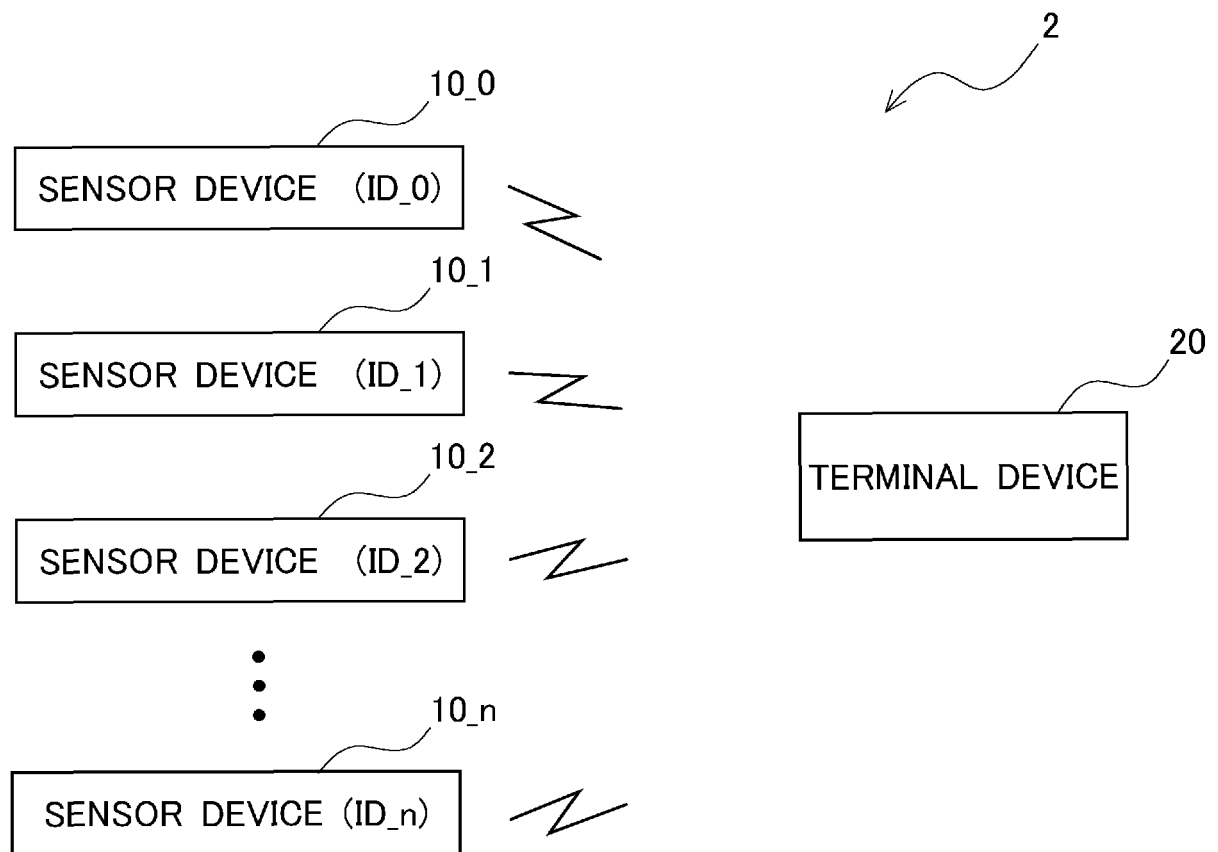 2
10_0
SENSOR DEVICE (ID_0)
10_1
SENSOR DEVICE (ID_1)
20
TERMINAL DEVICE
10_2
SENSOR DEVICE (ID_2)
10_n
SENSOR DEVICE (ID_n)